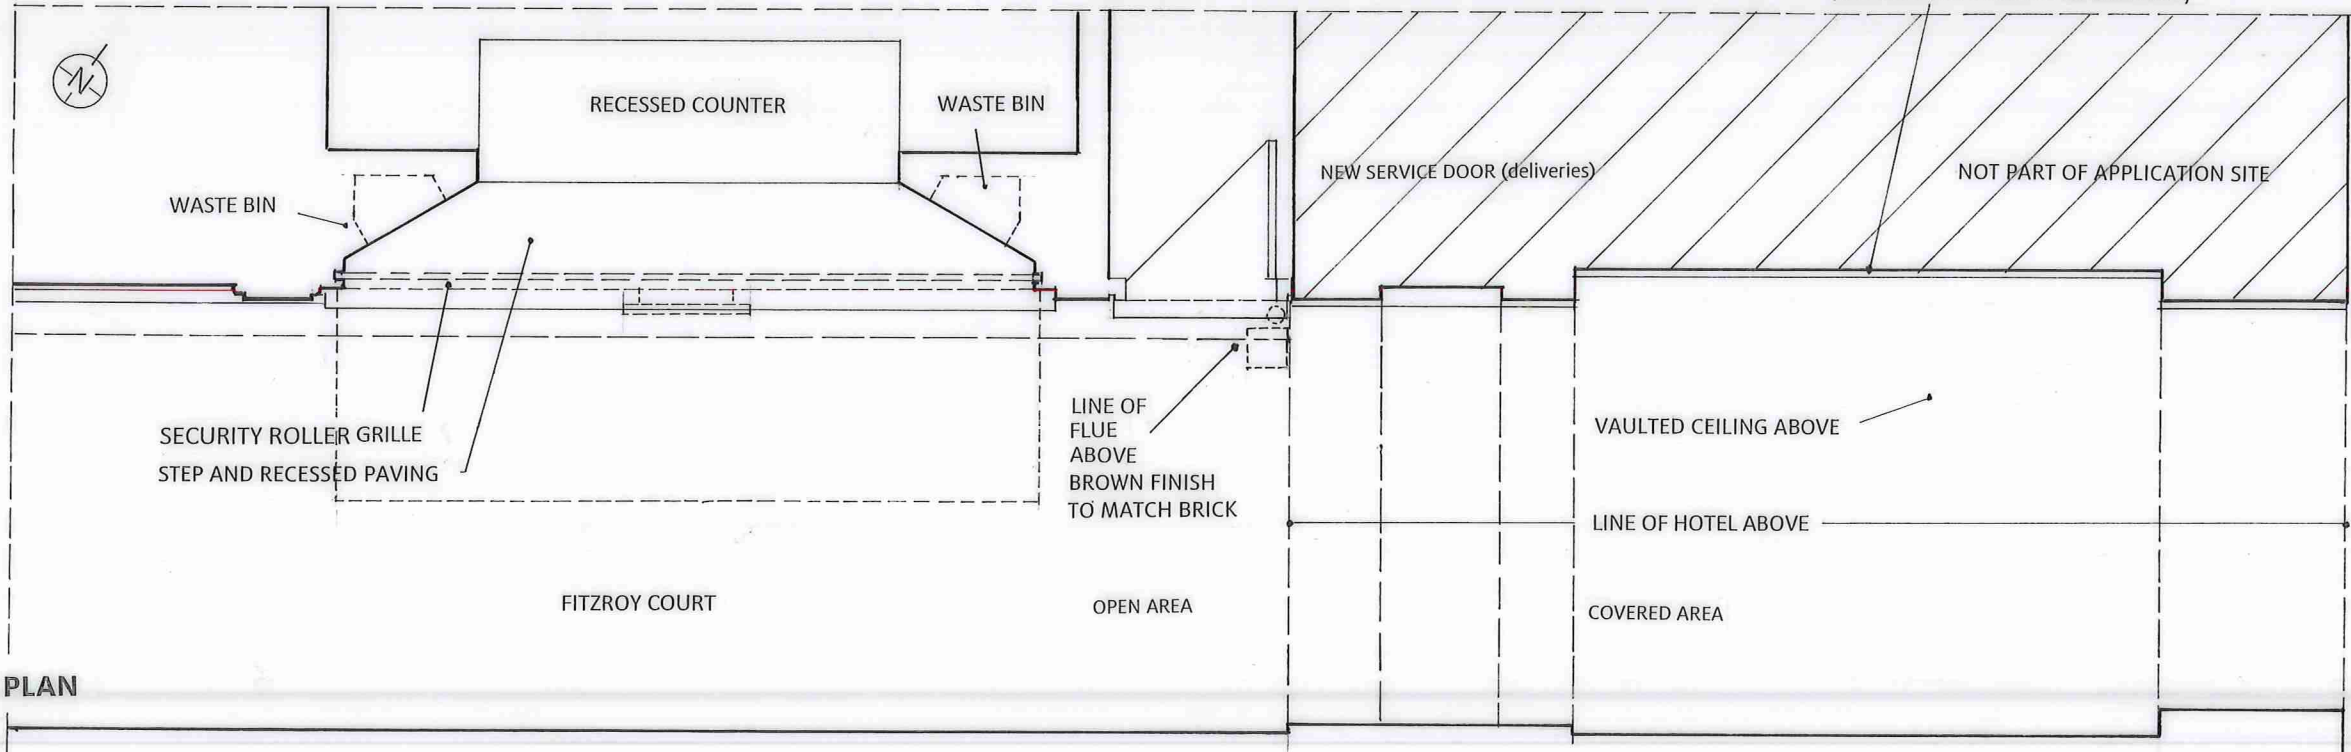 N
RECESSED COUNTER
WASTE BIN
NEW SERVICE DOOR (deliveries)
NOT PART OF APPLICATION SITE
WASTE BIN
LINE OF
FLUE
ABOVE
BROWN FINISH
TO MATCH BRICK
SECURITY ROLLER GRILLE
STEP AND RECESSED PAVING
VAULTED CEILING ABOVE
LINE OF HOTEL ABOVE
FITZROY COURT
OPEN AREA
COVERED AREA
PLAN